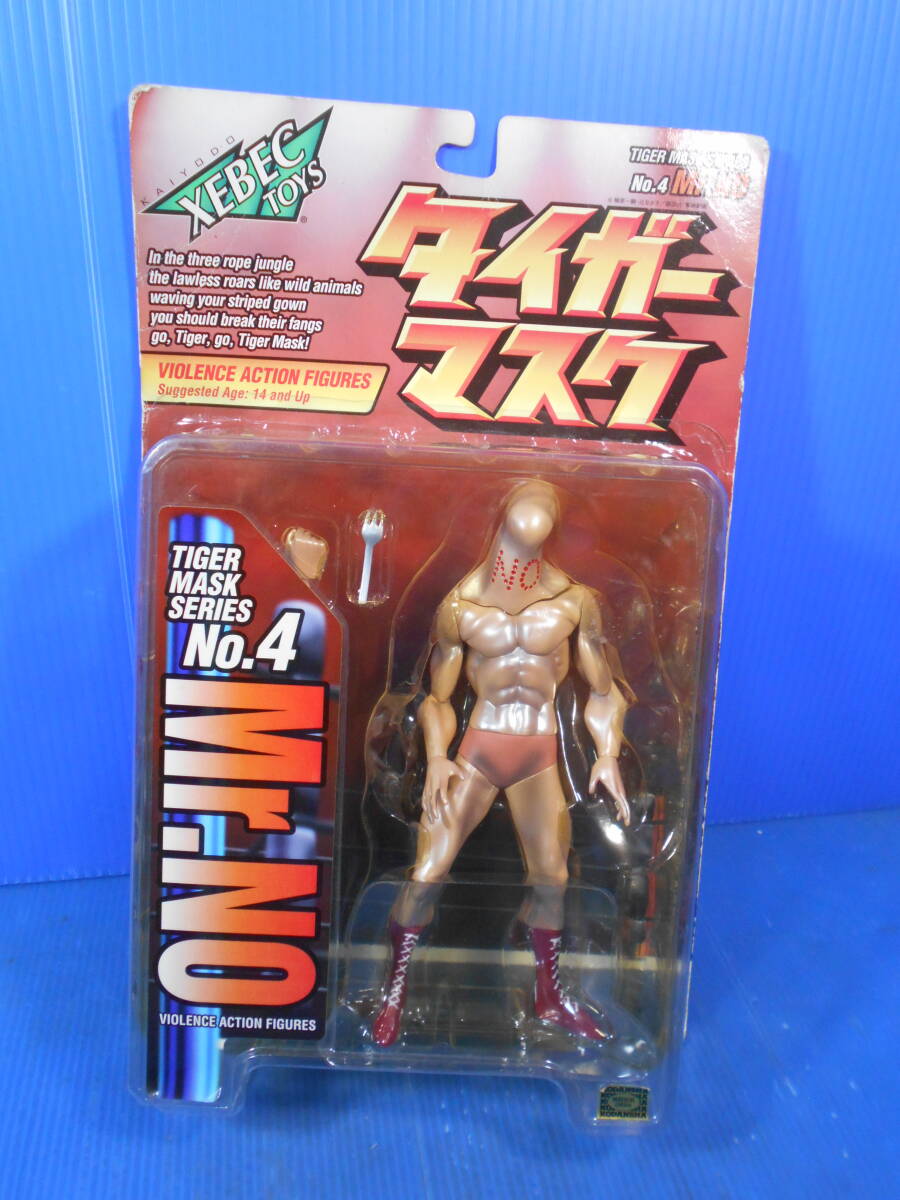 KAIYODO
XEBEC
TOYS
®
TIGER MASK
No.4
タイガー
マスク
In the three rope jungle
the lawless roars like wild animals
waving your striped gown
you should break their fangs
go, Tiger, go, Tiger Mask!
VIOLENCE ACTION FIGURES
Suggested Age: 14 and Up
NO
TIGER
MASK
SERIES
No.4
Mr.NO
VIOLENCE ACTION FIGURES
KODANSHA
KODANSHA